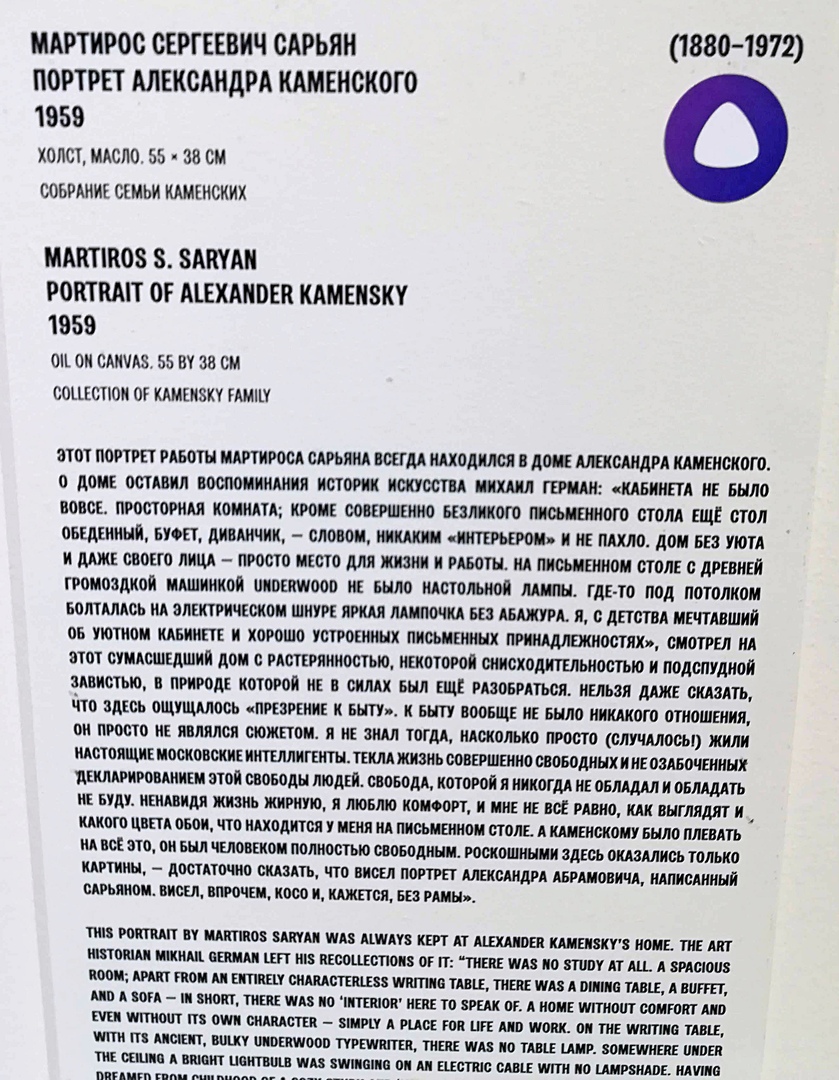 МАРТИРОС СЕРГЕЕВИЧ САРЬЯН (1880–1972)
ПОРТРЕТ АЛЕКСАНДРА КАМЕНСКОГО
1959
ХОЛСТ, МАСЛО. 55 × 38 СМ
СОБРАНИЕ СЕМЬИ КАМЕНСКИХ
MARTIROS S. SARYAN
PORTRAIT OF ALEXANDER KAMENSKY
1959
OIL ON CANVAS. 55 BY 38 CM
COLLECTION OF KAMENSKY FAMILY
ЭТОТ ПОРТРЕТ РАБОТЫ МАРТИРОСА САРЬЯНА ВСЕГДА НАХОДИЛСЯ В ДОМЕ АЛЕКСАНДРА КАМЕНСКОГО.
О ДОМЕ ОСТАВИЛ ВОСПОМИНАНИЯ ИСТОРИК ИСКУССТВА МИХАИЛ ГЕРМАН: «КАБИНЕТА НЕ БЫЛО
ВОВСЕ. ПРОСТОРНАЯ КОМНАТА; КРОМЕ СОВЕРШЕННО БЕЗЛИКОГО ПИСЬМЕННОГО СТОЛА ЕЩЁ СТОЛ
ОБЕДЕННЫЙ, БУФЕТ, ДИВАНЧИК, — СЛОВОМ, НИКАКИМ «ИНТЕРЬЕРОМ» И НЕ ПАХЛО. ДОМ БЕЗ УЮТА
И ДАЖЕ СВОЕГО ЛИЦА — ПРОСТО МЕСТО ДЛЯ ЖИЗНИ И РАБОТЫ. НА ПИСЬМЕННОМ СТОЛЕ С ДРЕВНЕЙ
ГРОМОЗДКОЙ МАШИНКОЙ UNDERWOOD НЕ БЫЛО НАСТОЛЬНОЙ ЛАМПЫ. ГДЕ-ТО ПОД ПОТОЛКОМ
БОЛТАЛАСЬ НА ЭЛЕКТРИЧЕСКОМ ШНУРЕ ЯРКАЯ ЛАМПОЧКА БЕЗ АБАЖУРА. Я, С ДЕТСТВА МЕЧТАВШИЙ
ОБ УЮТНОМ КАБИНЕТЕ И ХОРОШО УСТРОЕННЫХ ПИСЬМЕННЫХ ПРИНАДЛЕЖНОСТЯХ», СМОТРЕЛ НА
ЭТОТ СУМАСШЕДШИЙ ДОМ С РАСТЕРЯННОСТЬЮ, НЕКОТОРОЙ СНИСХОДИТЕЛЬНОСТЬЮ И ПОДСПУДНОЙ
ЗАВИСТЬЮ, В ПРИРОДЕ КОТОРОЙ НЕ В СИЛАХ БЫЛ ЕЩЁ РАЗОБРАТЬСЯ. НЕЛЬЗЯ ДАЖЕ СКАЗАТЬ,
ЧТО ЗДЕСЬ ОЩУЩАЛОСЬ «ПРЕЗРЕНИЕ К БЫТУ». К БЫТУ ВООБЩЕ НЕ БЫЛО НИКАКОГО ОТНОШЕНИЯ,
ОН ПРОСТО НЕ ЯВЛЯЛСЯ СЮЖЕТОМ. Я НЕ ЗНАЛ ТОГДА, НАСКОЛЬКО ПРОСТО (СЛУЧАЛОСЬ!) ЖИЛИ
НАСТОЯЩИЕ МОСКОВСКИЕ ИНТЕЛЛИГЕНТЫ. ТЕКЛА ЖИЗНЬ СОВЕРШЕННО СВОБОДНЫХ И НЕ ОЗАБОЧЕННЫХ
ДЕКЛАРИРОВАНИЕМ ЭТОЙ СВОБОДЫ ЛЮДЕЙ. СВОБОДА, КОТОРОЙ Я НИКОГДА НЕ ОБЛАДАЛ И ОБЛАДАТЬ
НЕ БУДУ. НЕНАВИДЯ ЖИЗНЬ ЖИРНУЮ, Я ЛЮБЛЮ КОМФОРТ, И МНЕ НЕ ВСЁ РАВНО, КАК ВЫГЛЯДЯТ И
КАКОГО ЦВЕТА ОБОИ, ЧТО НАХОДИТСЯ У МЕНЯ НА ПИСЬМЕННОМ СТОЛЕ. А КАМЕНСКОМУ БЫЛО ПЛЕВАТЬ
НА ВСЁ ЭТО, ОН БЫЛ ЧЕЛОВЕКОМ ПОЛНОСТЬЮ СВОБОДНЫМ. РОСКОШНЫМИ ЗДЕСЬ ОКАЗАЛИСЬ ТОЛЬКО
КАРТИНЫ, — ДОСТАТОЧНО СКАЗАТЬ, ЧТО ВИСЕЛ ПОРТРЕТ АЛЕКСАНДРА АБРАМОВИЧА, НАПИСАННЫЙ
САРЬЯНОМ. ВИСЕЛ, ВПРОЧЕМ, КОСО И, КАЖЕТСЯ, БЕЗ РАМЫ».
THIS PORTRAIT BY MARTIROS SARYAN WAS ALWAYS KEPT AT ALEXANDER KAMENSKY'S HOME. THE ART
HISTORIAN MIKHAIL GERMAN LEFT HIS RECOLLECTIONS OF IT: "THERE WAS NO STUDY AT ALL. A SPACIOUS
ROOM; APART FROM AN ENTIRELY CHARACTERLESS WRITING TABLE, THERE WAS A DINING TABLE, A BUFFET,
AND A SOFA — IN SHORT, THERE WAS NO 'INTERIOR' HERE TO SPEAK OF. A HOME WITHOUT COMFORT AND
EVEN WITHOUT ITS OWN CHARACTER — SIMPLY A PLACE FOR LIFE AND WORK. ON THE WRITING TABLE,
WITH ITS ANCIENT, BULKY UNDERWOOD TYPEWRITER, THERE WAS NO TABLE LAMP. SOMEWHERE UNDER
THE CEILING A BRIGHT LIGHTBULB WAS SWINGING ON AN ELECTRIC CABLE WITH NO LAMPSHADE. HAVING
DREAMED FROM CHILDHOOD OF A COZY STUDY